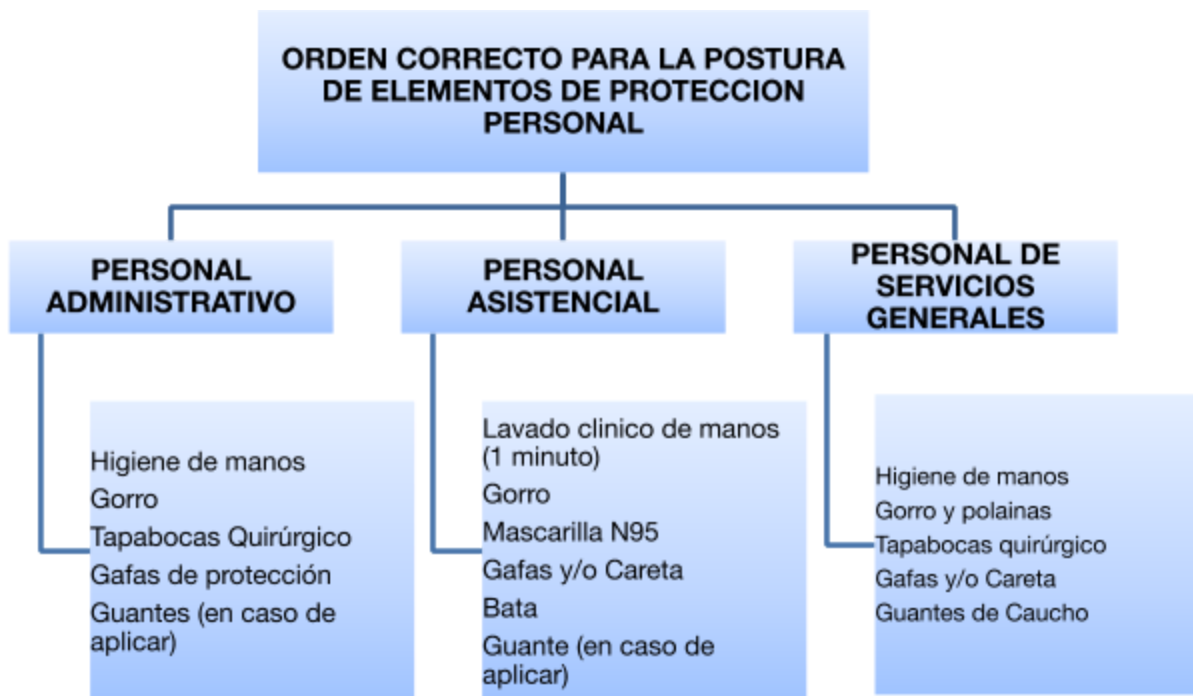 ORDEN CORRECTO PARA LA POSTURA
DE ELEMENTOS DE PROTECCION
PERSONAL
PERSONAL
ADMINISTRATIVO
Higiene de manos
Gorro
Tapabocas Quirúrgico
Gafas de protección
Guantes (en caso de
aplicar)
PERSONAL
ASISTENCIAL
Lavado clinico de manos
(1 minuto)
Gorro
Mascarilla N95
Gafas y/o Careta
Bata
Guante (en caso de
aplicar)
PERSONAL DE
SERVICIOS
GENERALES
Higiene de manos
Gorro y polainas
Tapabocas quirúrgico
Gafas y/o Careta
Guantes de Caucho